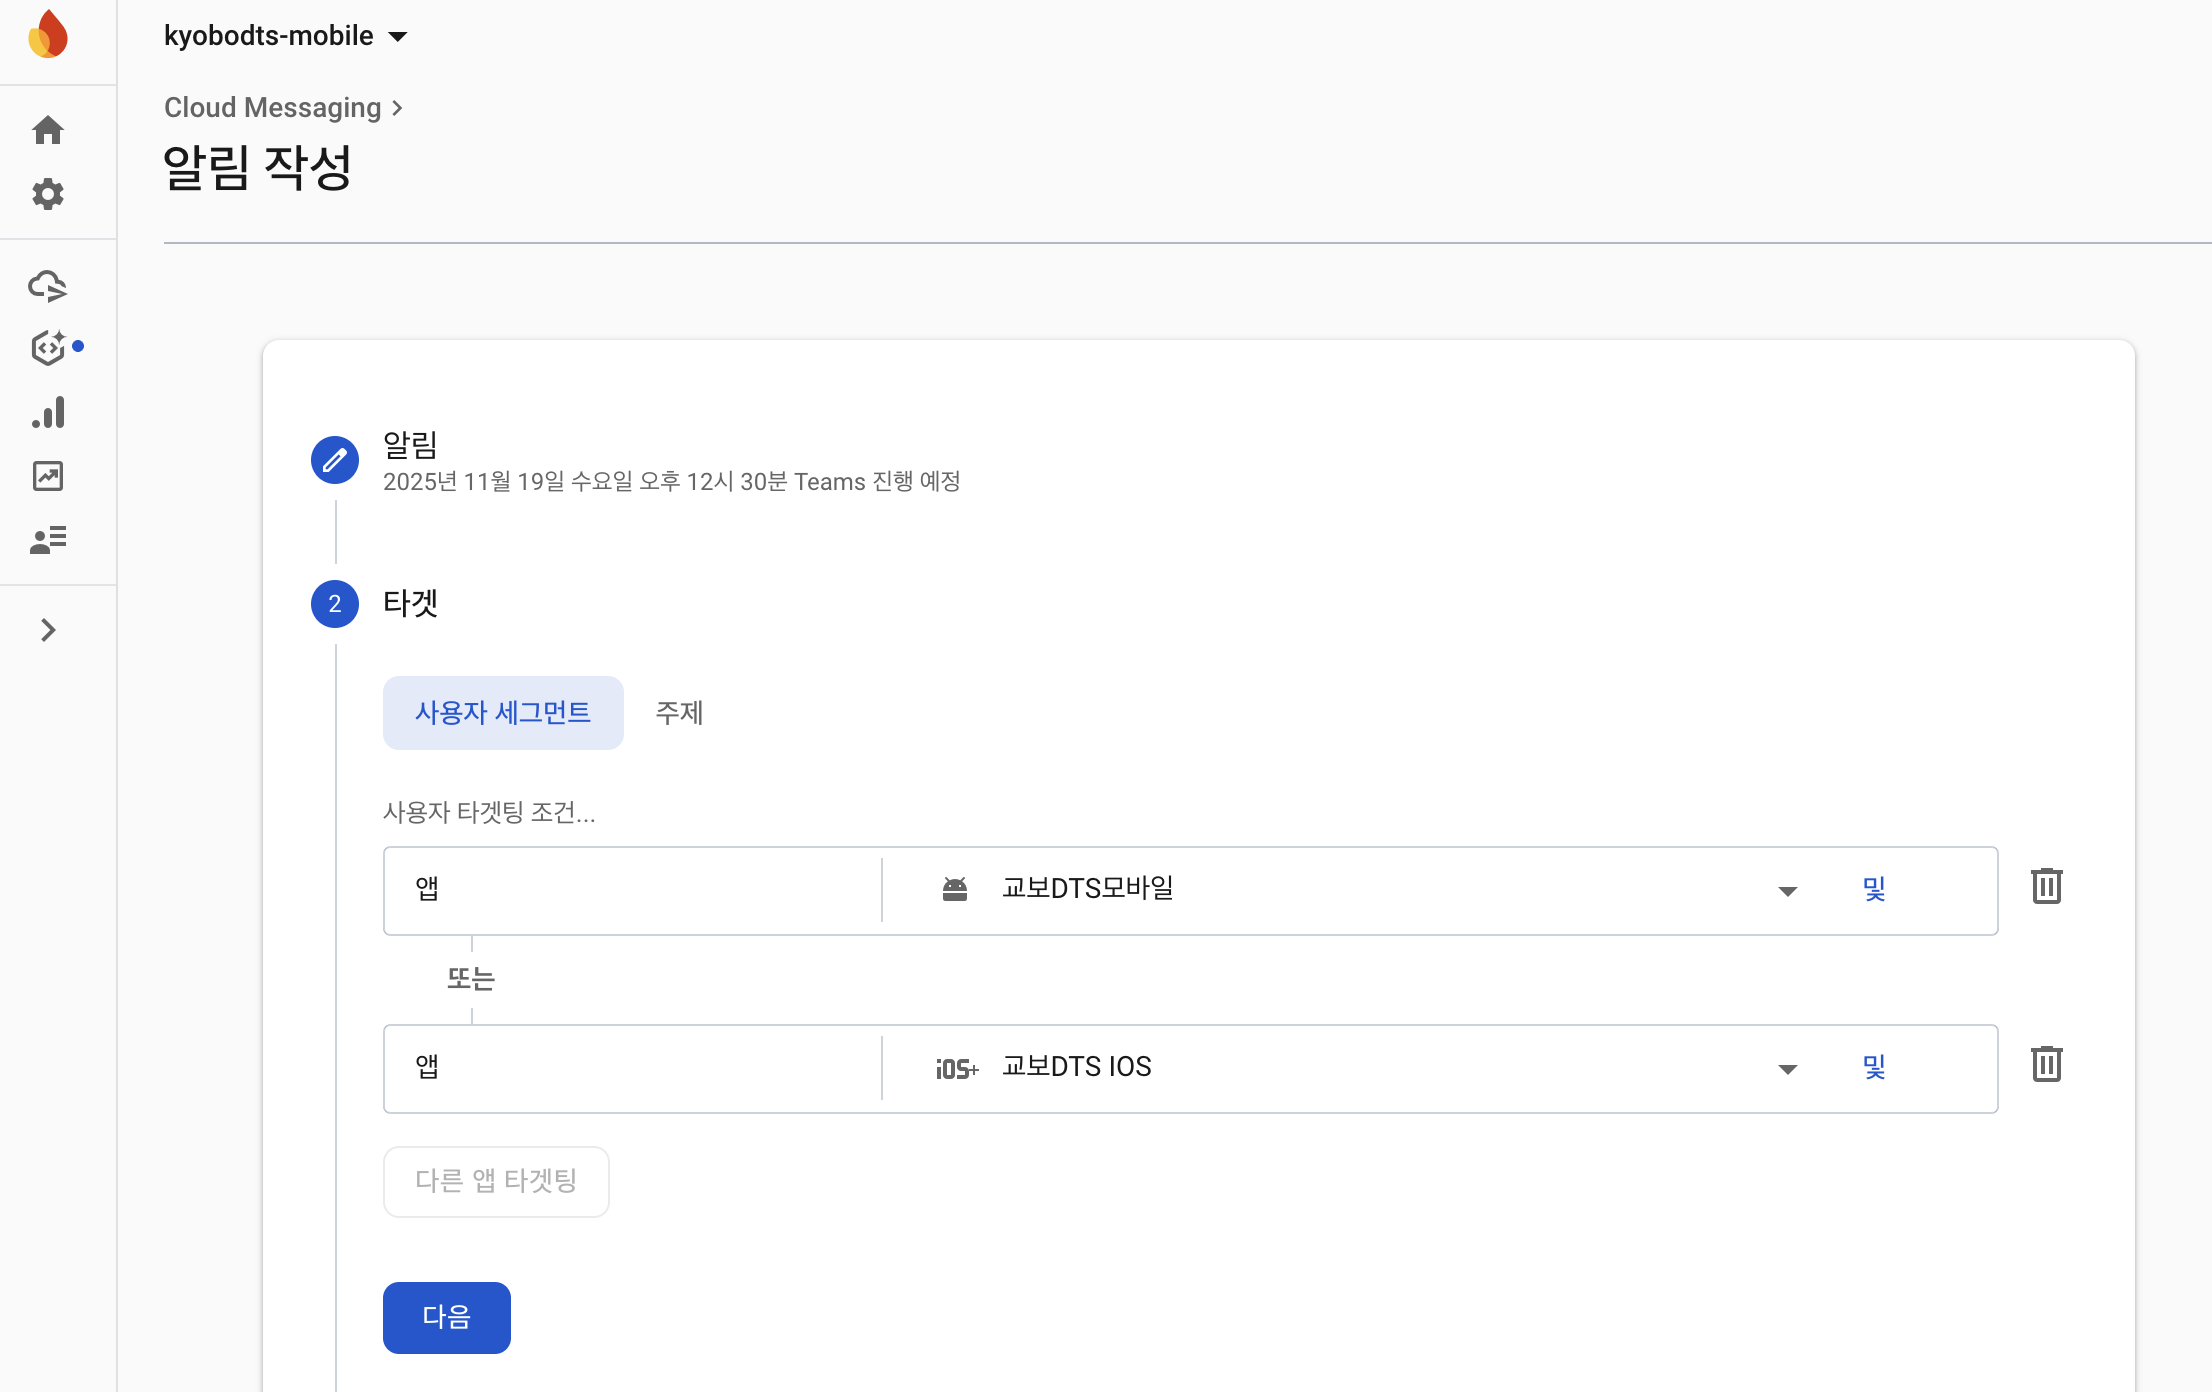 kyobodts-mobile
Cloud Messaging
알림 작성
알림
2025년 11월 19일 수요일 오후 12시 30분 Teams 진행 예정
2 타겟
사용자 세그먼트 주제
사용자 타겟팅 조건...
앱 교보DTS모바일 및
또는
앱 iOS+ 교보DTS IOS 및
다른 앱 타겟팅
다음